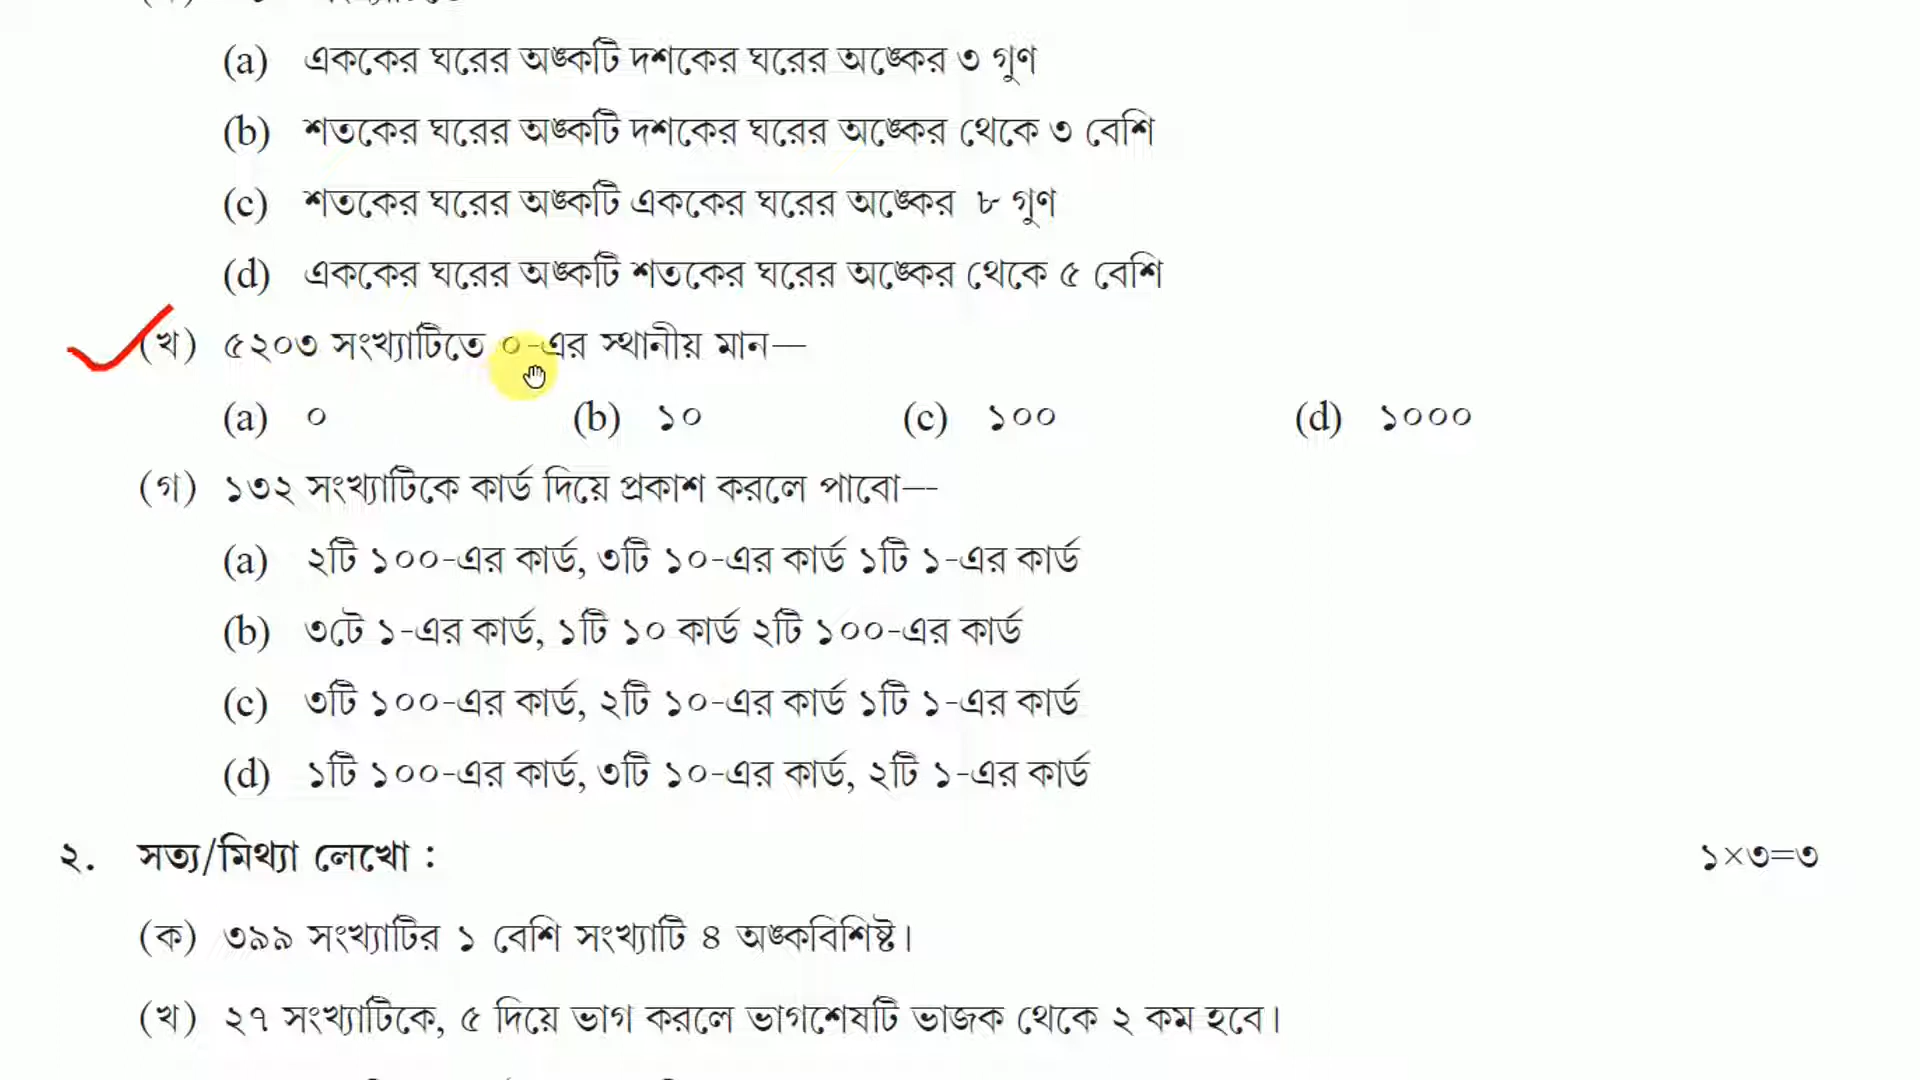 (a) এককের ঘরের অঙ্কটি দশকের ঘরের অঙ্কের ৩ গুণ
(b) শতকের ঘরের অঙ্কটি দশকের ঘরের অঙ্কের থেকে ৩ বেশি
(c) শতকের ঘরের অঙ্কটি এককের ঘরের অঙ্কের ৮ গুণ
(d) এককের ঘরের অঙ্কটি শতকের ঘরের অঙ্কের থেকে ৫ বেশি
(খ) ৫২০৩ সংখ্যাটিতে ০-এর স্থানীয় মান—
(a) ০ (b) ১০ (c) ১০০ (d) ১০০০
(গ) ১৩২ সংখ্যাটিকে কার্ড দিয়ে প্রকাশ করলে পাবো—
(a) ২টি ১০০-এর কার্ড, ৩টি ১০-এর কার্ড ১টি ১-এর কার্ড
(b) ৩টে ১-এর কার্ড, ১টি ১০ কার্ড ২টি ১০০-এর কার্ড
(c) ৩টি ১০০-এর কার্ড, ২টি ১০-এর কার্ড ১টি ১-এর কার্ড
(d) ১টি ১০০-এর কার্ড, ৩টি ১০-এর কার্ড, ২টি ১-এর কার্ড
২. সত্য/মিথ্যা লেখো : ১×৩=৩
(ক) ৩৯৯ সংখ্যাটির ১ বেশি সংখ্যাটি ৪ অঙ্কবিশিষ্ট।
(খ) ২৭ সংখ্যাটিকে, ৫ দিয়ে ভাগ করলে ভাগশেষটি ভাজক থেকে ২ কম হবে।